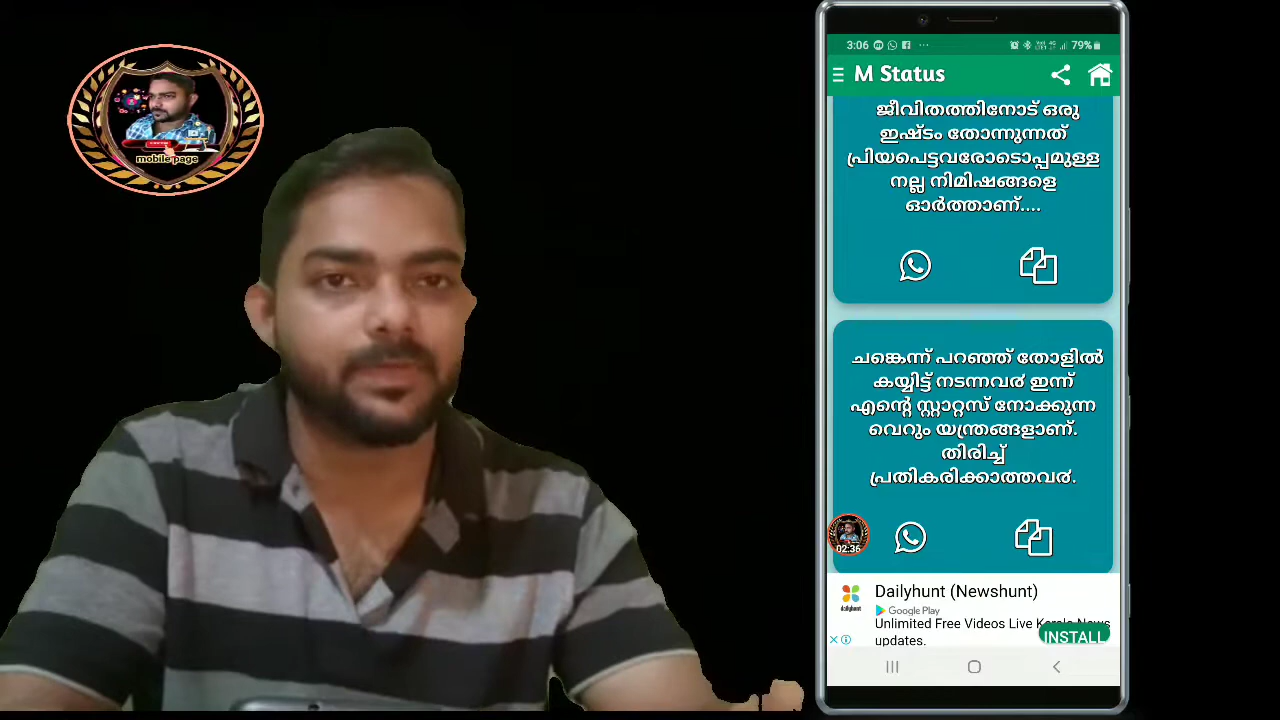 mobile page
3:06
79%
M Status
ജീവിതത്തിനോട് ഒരു
ഇഷ്ടം തോന്നുന്നത്
പ്രിയപെട്ടവരോടൊപ്പമുള്ള
നല്ല നിമിഷങ്ങളെ
ഓർത്താണ്....
ചങ്കെന്ന് പറഞ്ഞ് തോളിൽ
കയ്യിട്ട് നടന്നവർ ഇന്ന്
എന്റെ സ്റ്റാറ്റസ് നോക്കുന്ന
വെറും യന്ത്രങ്ങളാണ്.
തിരിച്ച്
പ്രതികരിക്കാത്തവർ.
02:36
Dailyhunt (Newshunt)
dailyhunt
Google Play
Unlimited Free Videos Live Kerala News
updates.
INSTALL